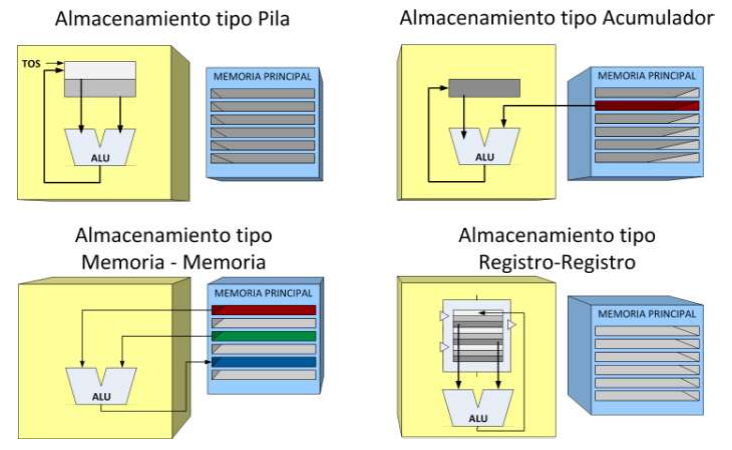 Almacenamiento tipo Pila
TOS
MEMORIA PRINCIPAL
ALU
Almacenamiento tipo Acumulador
MEMORIA PRINCIPAL
ALU
Almacenamiento tipo
Memoria - Memoria
MEMORIA PRINCIPAL
ALU
Almacenamiento tipo
Registro-Registro
MEMORIA PRINCIPAL
ALU